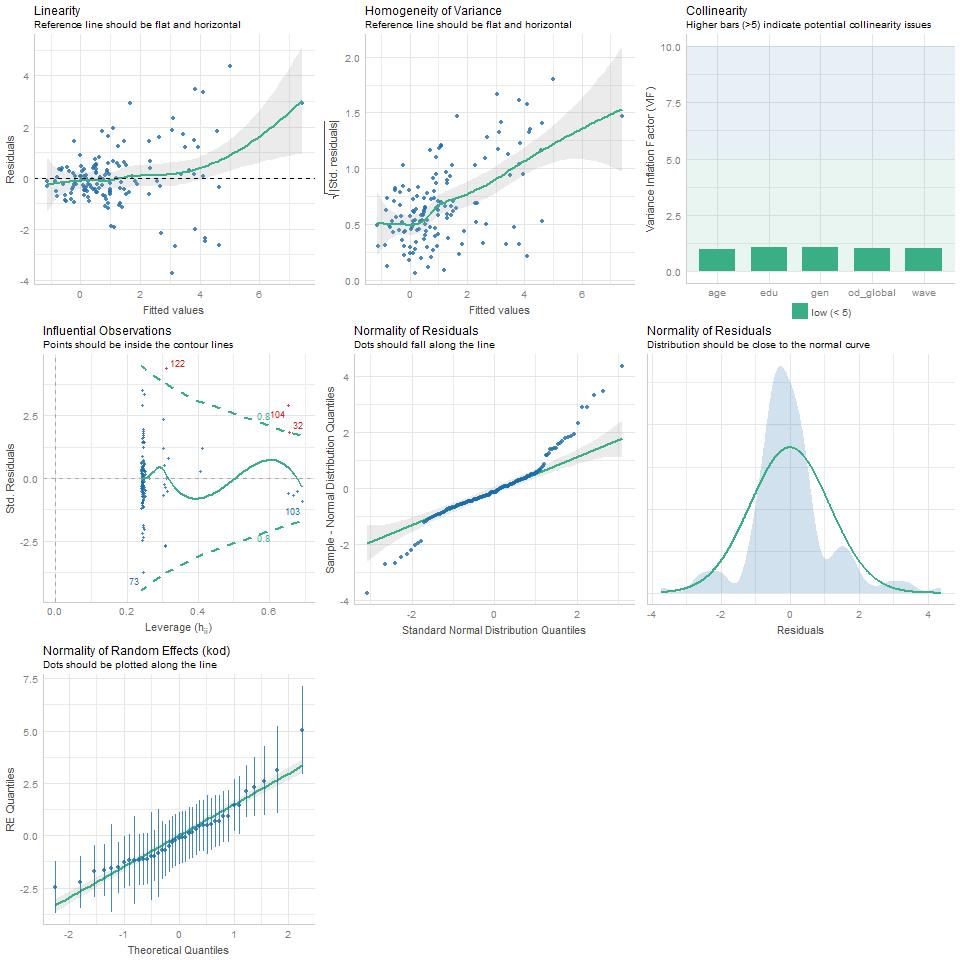 Linearity
Reference line should be flat and horizontal
Residuals
4
2
0
-2
-4
0
2
4
6
Fitted values
Homogeneity of Variance
Reference line should be flat and horizontal
√|Std. residuals|
2.0
1.5
1.0
0.5
0.0
0
2
4
6
Fitted values
Collinearity
Higher bars (>5) indicate potential collinearity issues
Variance Inflation Factor (VIF)
10.0
7.5
5.0
2.5
0.0
age
edu
gen
od_global
wave
low (< 5)
Influential Observations
Points should be inside the contour lines
Std. Residuals
2.5
0.0
-2.5
122
0.8
104
32
103
0.8
73
0.0
0.2
0.4
0.6
Leverage (hii)
Normality of Residuals
Dots should fall along the line
Sample - Normal Distribution Quantiles
4
2
0
-2
-4
-2
0
2
Standard Normal Distribution Quantiles
Normality of Residuals
Distribution should be close to the normal curve
-4
-2
0
2
4
Residuals
Normality of Random Effects (kod)
Dots should be plotted along the line
RE Quantiles
7.5
5.0
2.5
0.0
-2.5
-2
-1
0
1
2
Theoretical Quantiles